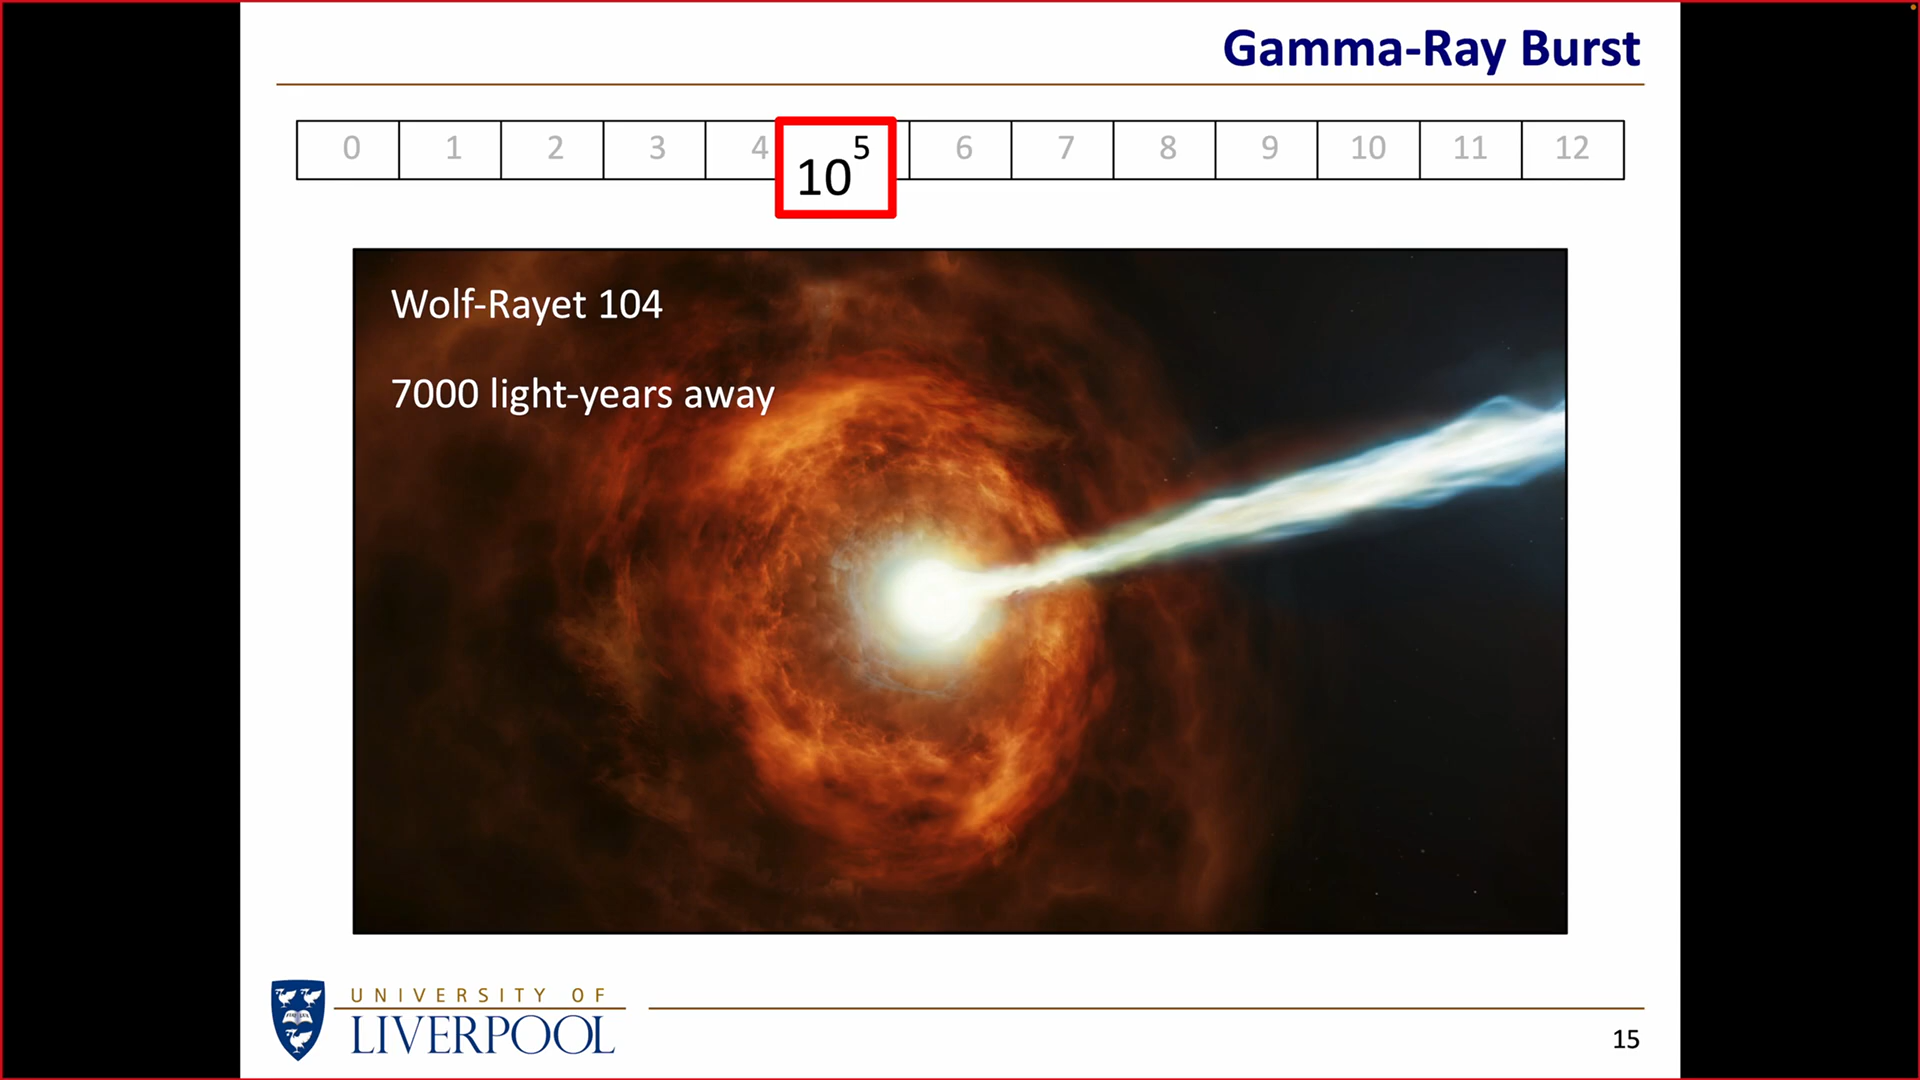 Gamma-Ray Burst
0 1 2 3 4 10⁵ 6 7 8 9 10 11 12
Wolf-Rayet 104
7000 light-years away
UNIVERSITY OF
LIVERPOOL
15